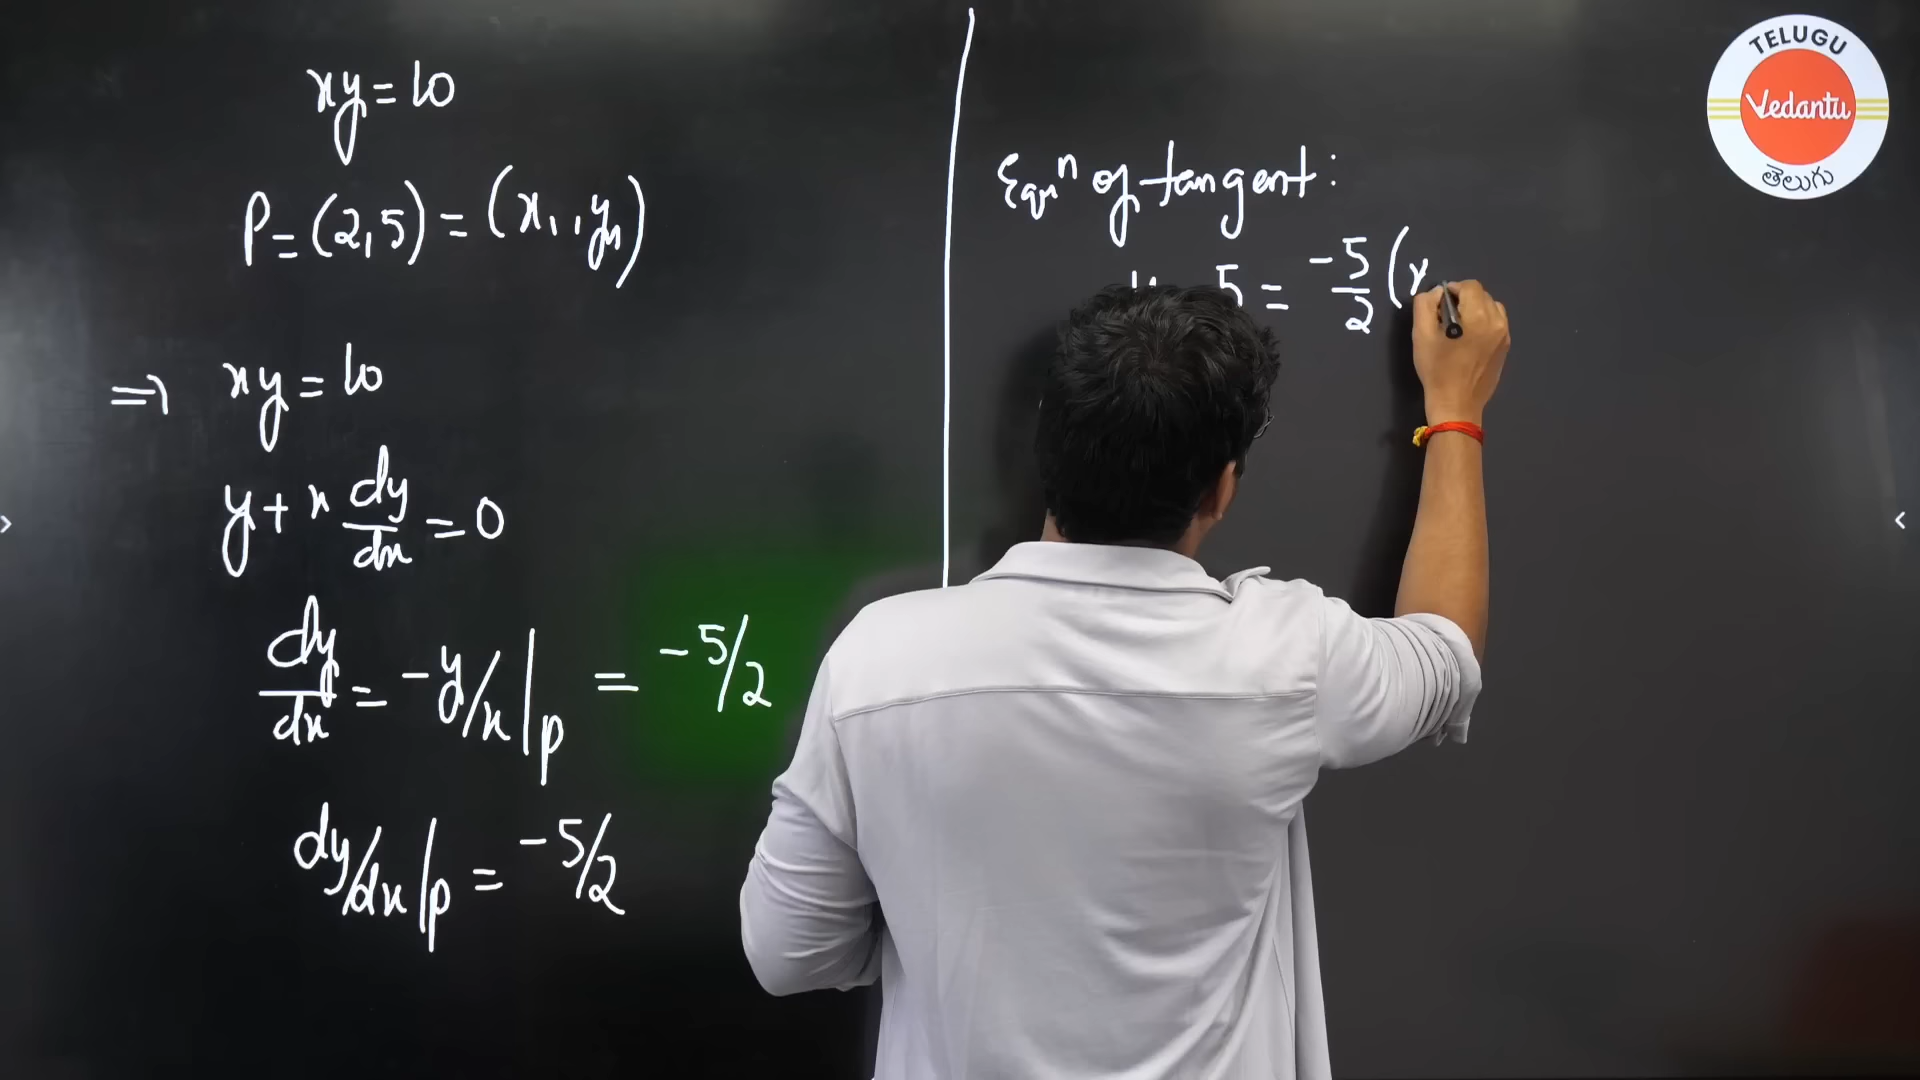 xy = 10
P = (2,5) = (x₁, y₁)
⇒ xy = 10
y + x dy/dx = 0
dy/dx = -y/x |p = -5/2
dy/dx |p = -5/2
Equⁿ of tangent:
5 = -5/2 (x
TELUGU
Vedantu
తెలుగు